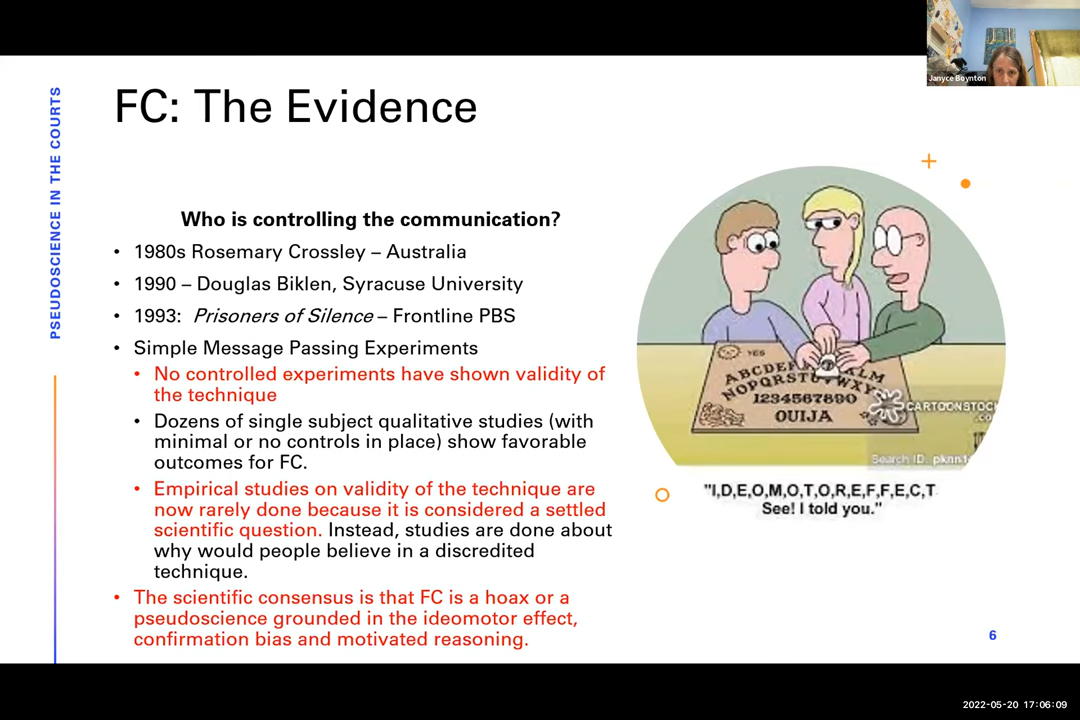 Janyce Boynton
PSEUDOSCIENCE IN THE COURTS
FC: The Evidence
Who is controlling the communication?
• 1980s Rosemary Crossley – Australia
• 1990 – Douglas Biklen, Syracuse University
• 1993: Prisoners of Silence – Frontline PBS
• Simple Message Passing Experiments
• No controlled experiments have shown validity of
the technique
• Dozens of single subject qualitative studies (with
minimal or no controls in place) show favorable
outcomes for FC.
• Empirical studies on validity of the technique are
now rarely done because it is considered a settled
scientific question. Instead, studies are done about
why would people believe in a discredited
technique.
• The scientific consensus is that FC is a hoax or a
pseudoscience grounded in the ideomotor effect,
confirmation bias and motivated reasoning.
YES
1234567890
OUIJA
CARTOONSTOCK
Search ID:
"I,D,E,O,M,O,T,O,R,E,F,F,E,C,T
See! I told you."
6
2022-05-20 17:06:09